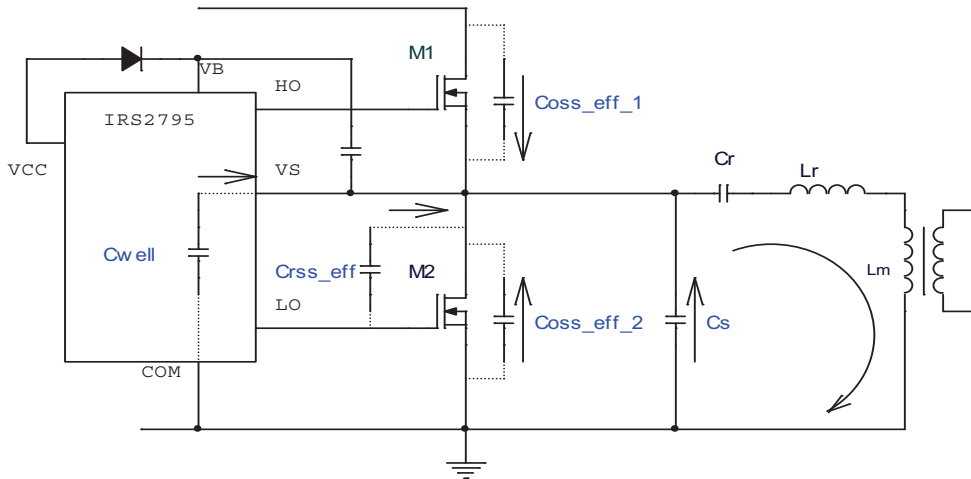 M1
VB
HO
IRS2795
Coss_eff_1
VCC
VS
Cr
Lr
Cwell
Crss_eff
M2
Lm
LO
Coss_eff_2
Cs
COM